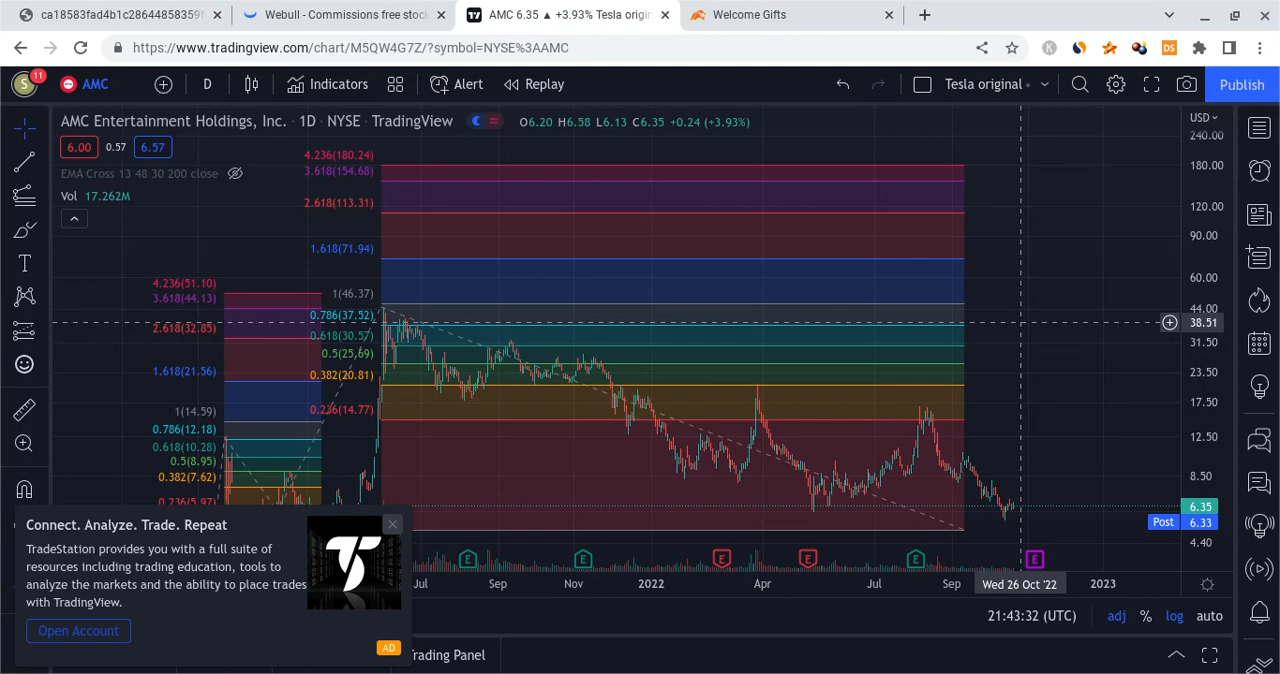 ca18583fad4b1c28644858359f
Webull - Commissions free stock
AMC 6.35 ▲ +3.93% Tesla origin
Welcome Gifts
https://www.tradingview.com/chart/M5QW4G7Z/?symbol=NYSE%3AAMC
S 11 AMC D Indicators Alert Replay Tesla original Publish
AMC Entertainment Holdings, Inc. · 1D · NYSE · TradingView O6.20 H6.58 L6.13 C6.35 +0.24 (+3.93%)
USD
6.00 0.57 6.57
EMA Cross 13 48 30 200 close
Vol 17.262M
4.236(180.24)
3.618(154.68)
2.618(113.31)
1.618(71.94)
1(46.37)
0.786(37.52)
0.618(30.57)
0.5(25.69)
0.382(20.81)
0.236(14.77)
4.236(51.10)
3.618(44.13)
2.618(32.85)
1.618(21.56)
1(14.59)
0.786(12.18)
0.618(10.28)
0.5(8.95)
0.382(7.62)
0.236(5.97)
240.00
180.00
120.00
90.00
60.00
44.00
38.51
31.50
23.50
17.50
12.50
8.50
6.35
Post 6.33
4.40
E E E E E E
Jul Sep Nov 2022 Apr Jul Sep Wed 26 Oct '22 2023
21:43:32 (UTC) adj % log auto
Trading Panel
Connect. Analyze. Trade. Repeat
TradeStation provides you with a full suite of
resources including trading education, tools to
analyze the markets and the ability to place trades
with TradingView.
Open Account
AD
DS